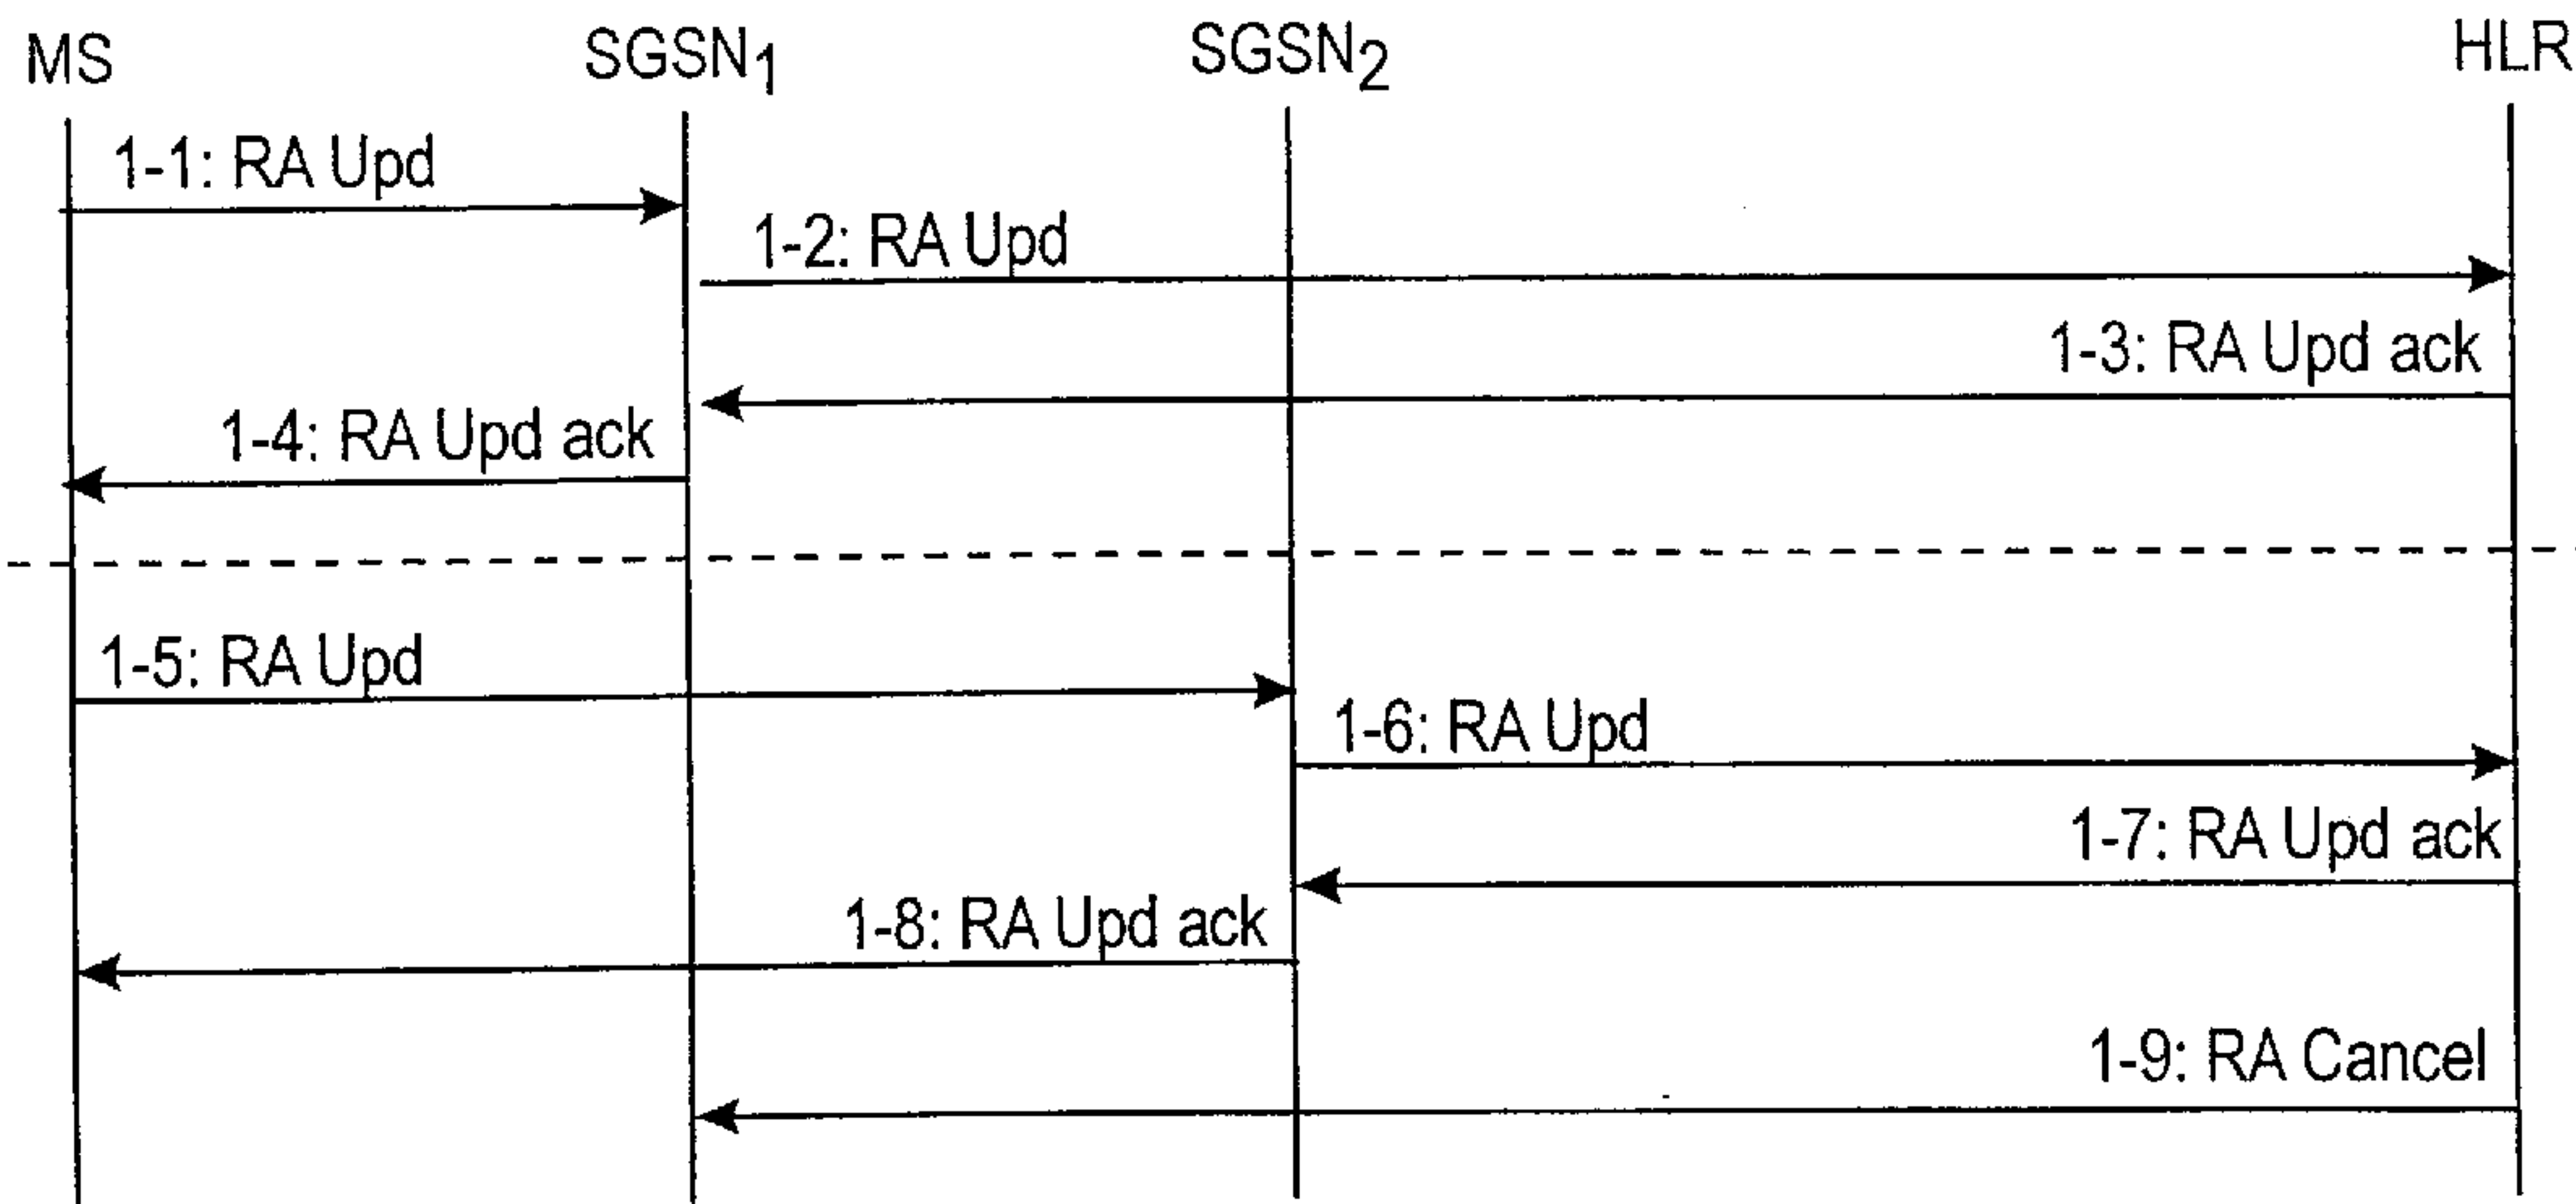 MS SGSN1 SGSN2 HLR
1-1: RA Upd
1-2: RA Upd
1-3: RA Upd ack
1-4: RA Upd ack
1-5: RA Upd
1-6: RA Upd
1-7: RA Upd ack
1-8: RA Upd ack
1-9: RA Cancel